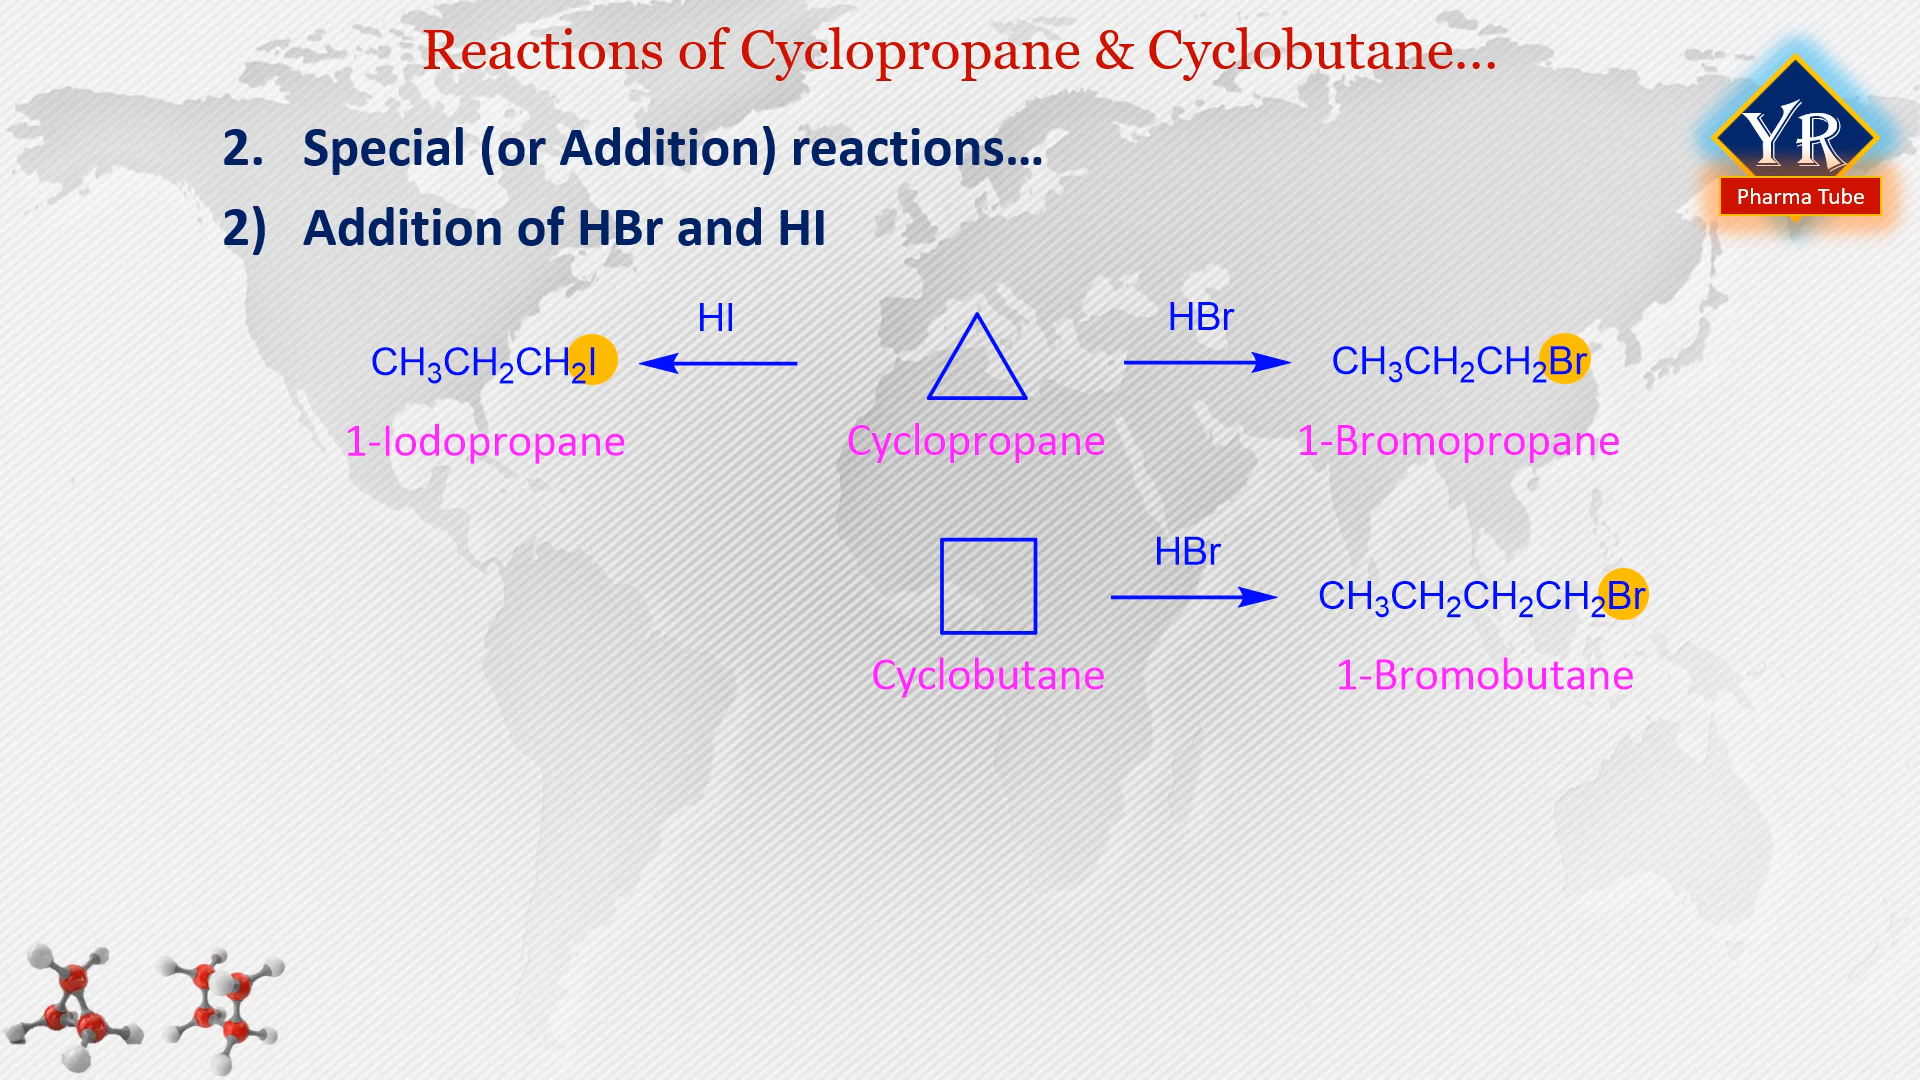 Reactions of Cyclopropane & Cyclobutane...
YR
Pharma Tube
2. Special (or Addition) reactions...
2) Addition of HBr and HI
HI
HBr
CH₃CH₂CH₂I
CH₃CH₂CH₂Br
1-Iodopropane
Cyclopropane
1-Bromopropane
HBr
CH₃CH₂CH₂CH₂Br
Cyclobutane
1-Bromobutane